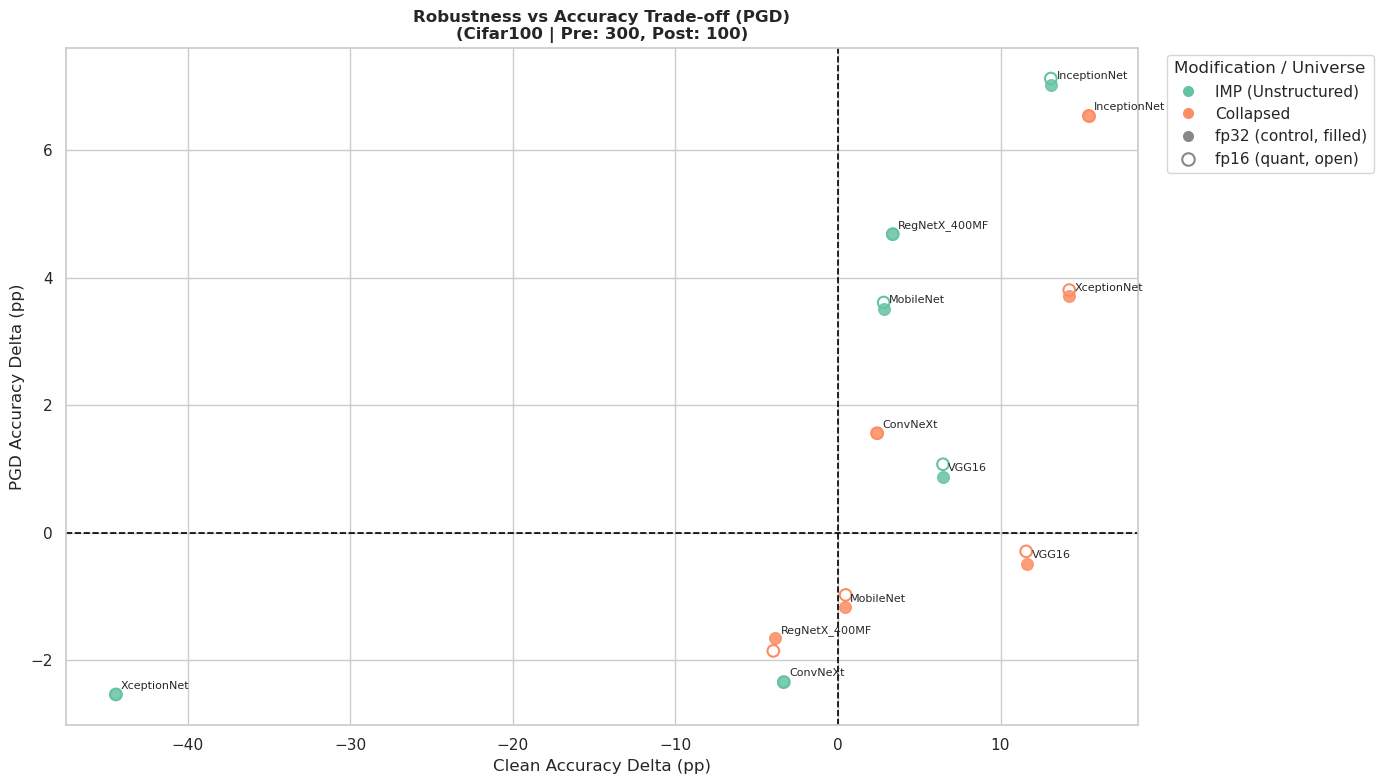 Robustness vs Accuracy Trade-off (PGD)
(Cifar100 | Pre: 300, Post: 100)
Modification / Universe
IMP (Unstructured)
Collapsed
fp32 (control, filled)
fp16 (quant, open)
InceptionNet
InceptionNet
RegNetX_400MF
XceptionNet
MobileNet
ConvNeXt
VGG16
VGG16
MobileNet
RegNetX_400MF
ConvNeXt
XceptionNet
PGD Accuracy Delta (pp)
6
4
2
0
−2
−40
−30
−20
−10
0
10
Clean Accuracy Delta (pp)